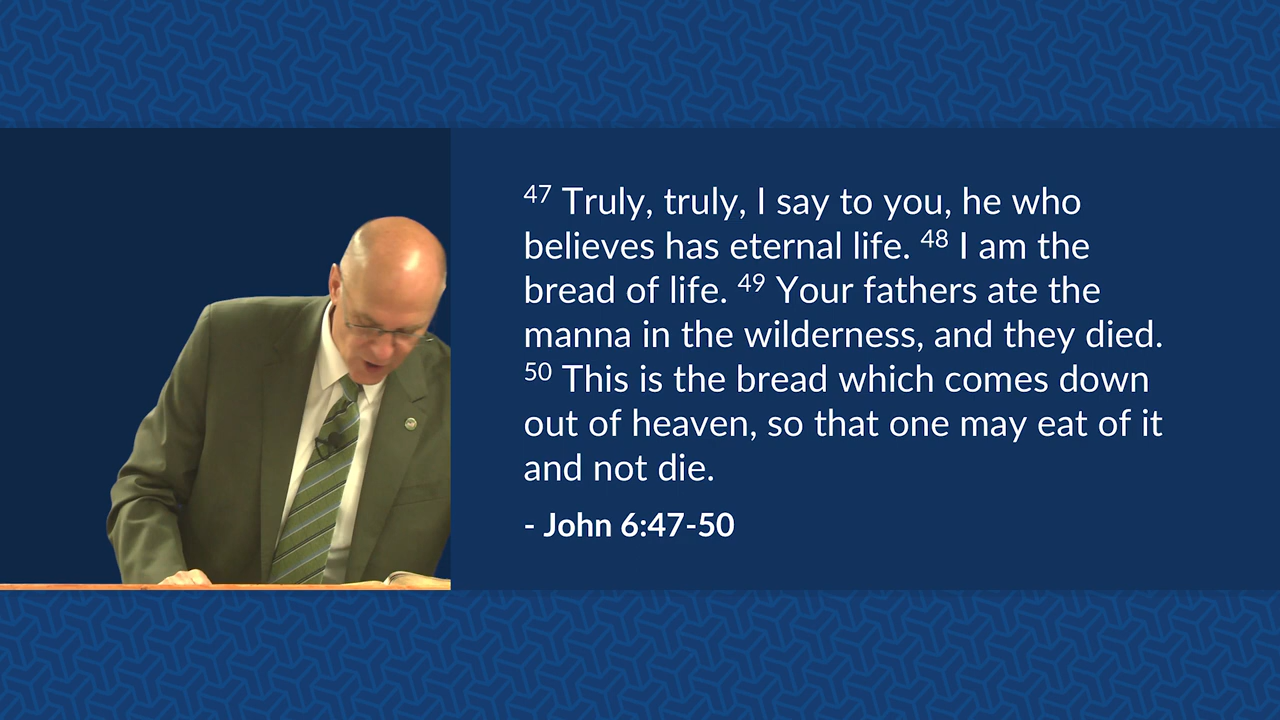 47 Truly, truly, I say to you, he who
believes has eternal life. 48 I am the
bread of life. 49 Your fathers ate the
manna in the wilderness, and they died.
50 This is the bread which comes down
out of heaven, so that one may eat of it
and not die.
- John 6:47-50